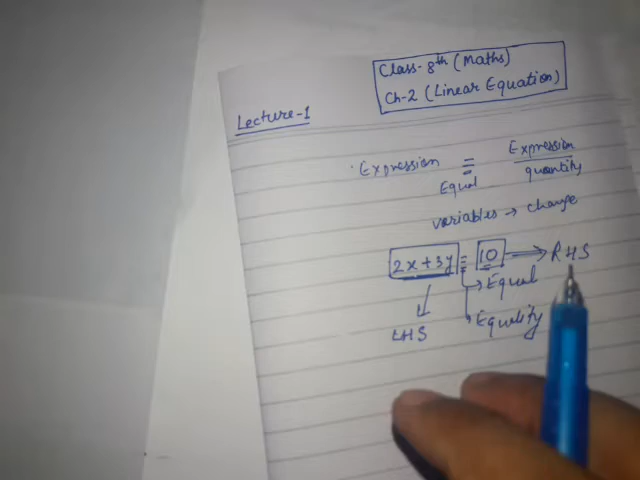 Class-8th (Maths)
Ch-2 (Linear Equation)
Lecture-1
Expression = Expression
Equal quantity
variables → change
2x+3y = 10 → RHS
→ Equal
LHS → Equality